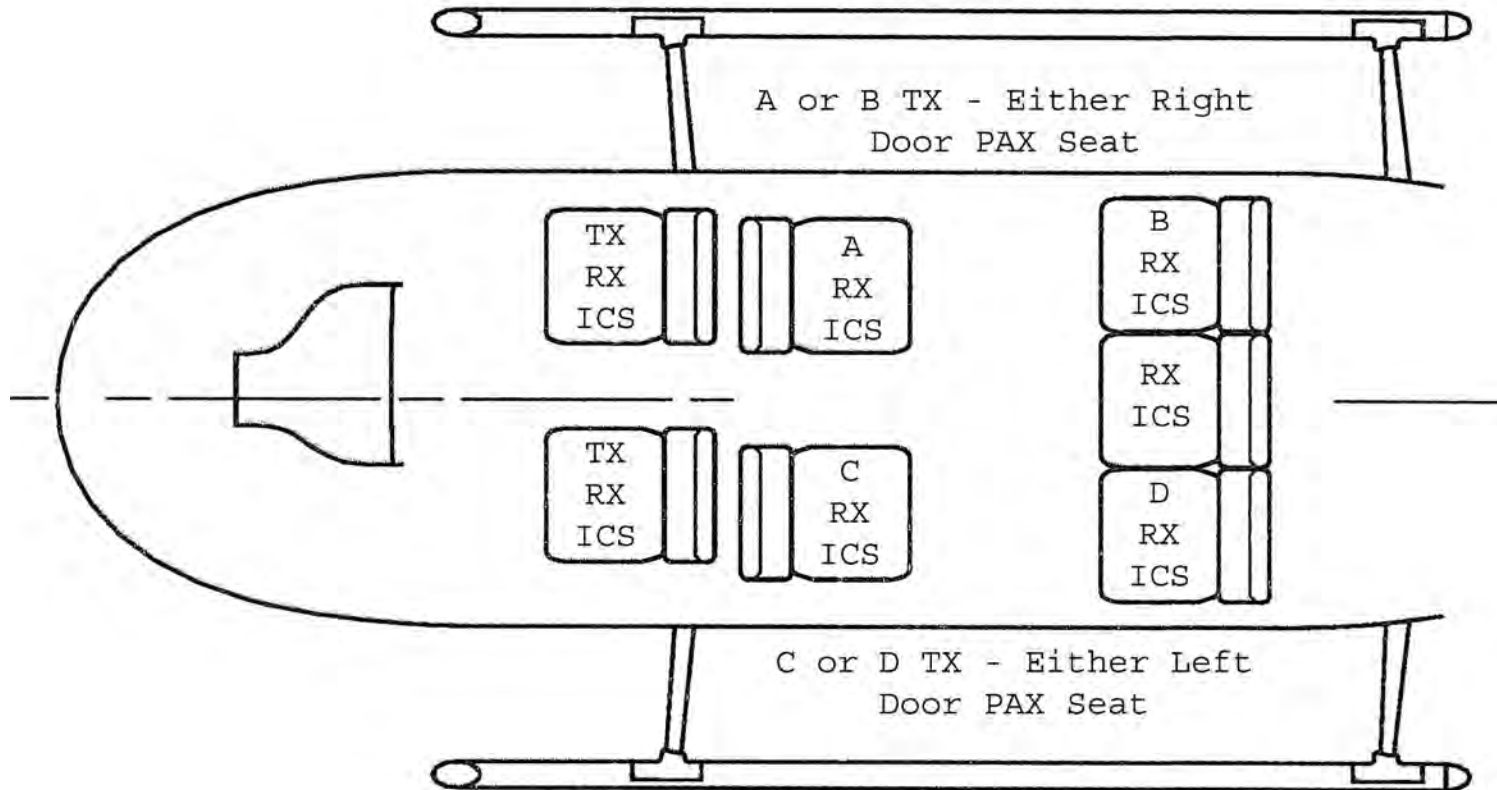 A or B TX - Either Right
Door PAX Seat
TX
RX
ICS
A
RX
ICS
B
RX
ICS
RX
ICS
TX
RX
ICS
C
RX
ICS
D
RX
ICS
C or D TX - Either Left
Door PAX Seat